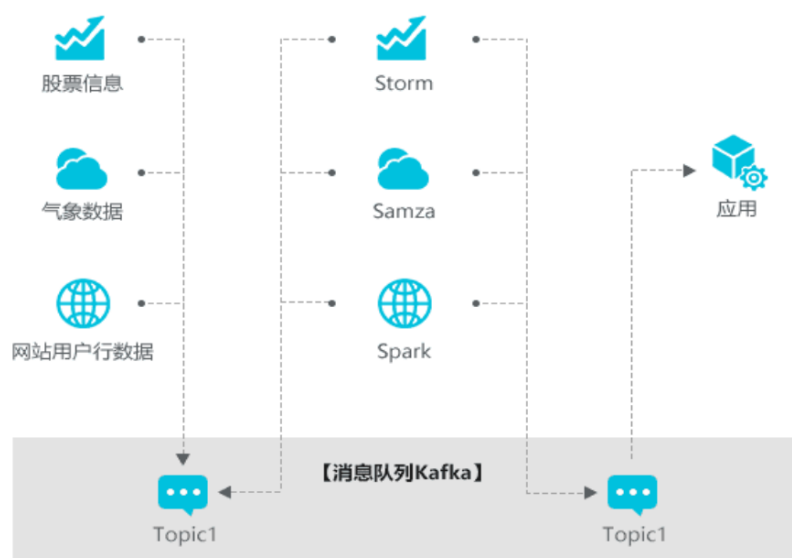 股票信息
Storm
气象数据
Samza
应用
网站用户行数据
Spark
【消息队列Kafka】
Topic1
Topic1